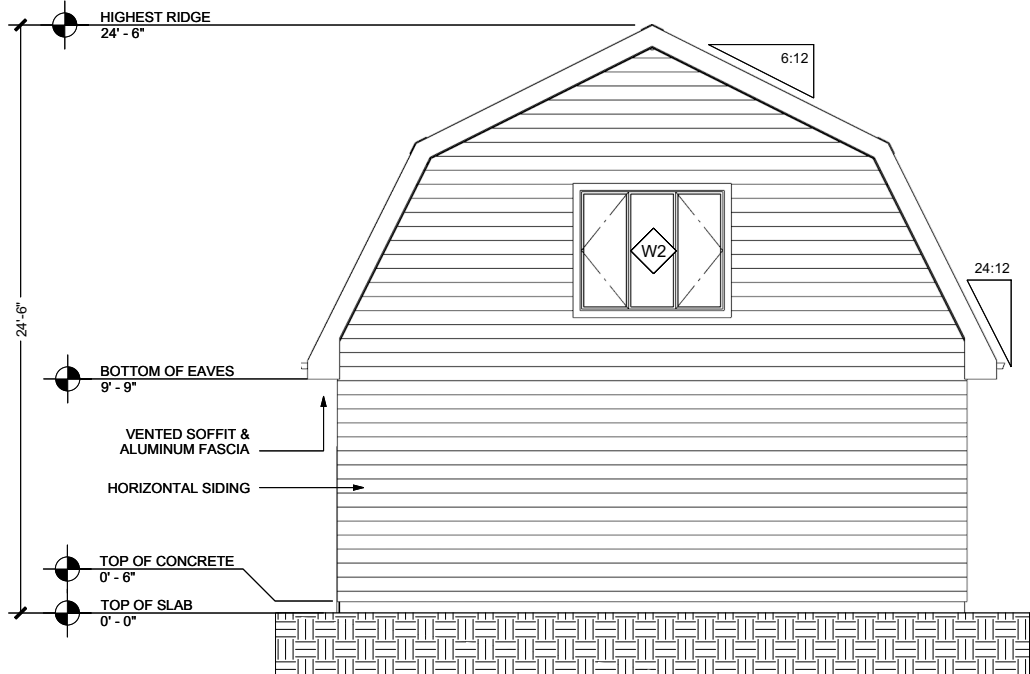 HIGHEST RIDGE
24' - 6"
6:12
W2
24:12
24'-6"
BOTTOM OF EAVES
9' - 9"
VENTED SOFFIT &
ALUMINUM FASCIA
HORIZONTAL SIDING
TOP OF CONCRETE
0' - 6"
TOP OF SLAB
0' - 0"